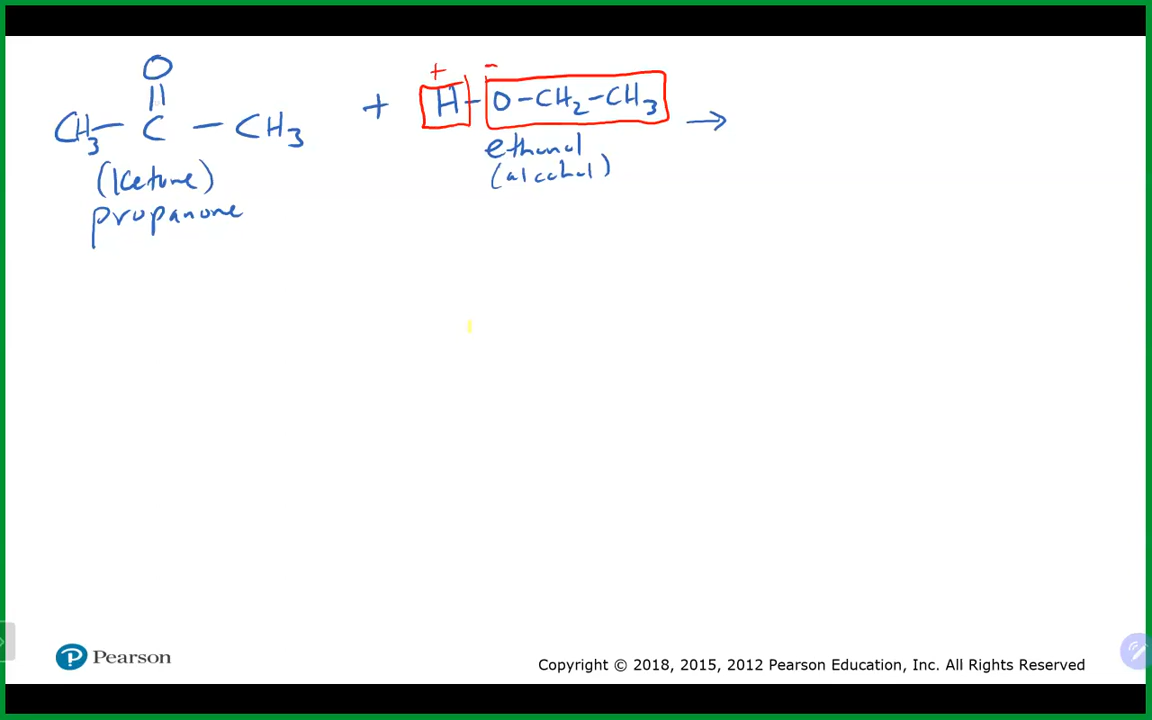 O
||
CH3 — C — CH3 + H – O – CH2 – CH3 →
+ −
(Ketone)
propanone
ethanol
(alcohol)
P Pearson
Copyright © 2018, 2015, 2012 Pearson Education, Inc. All Rights Reserved